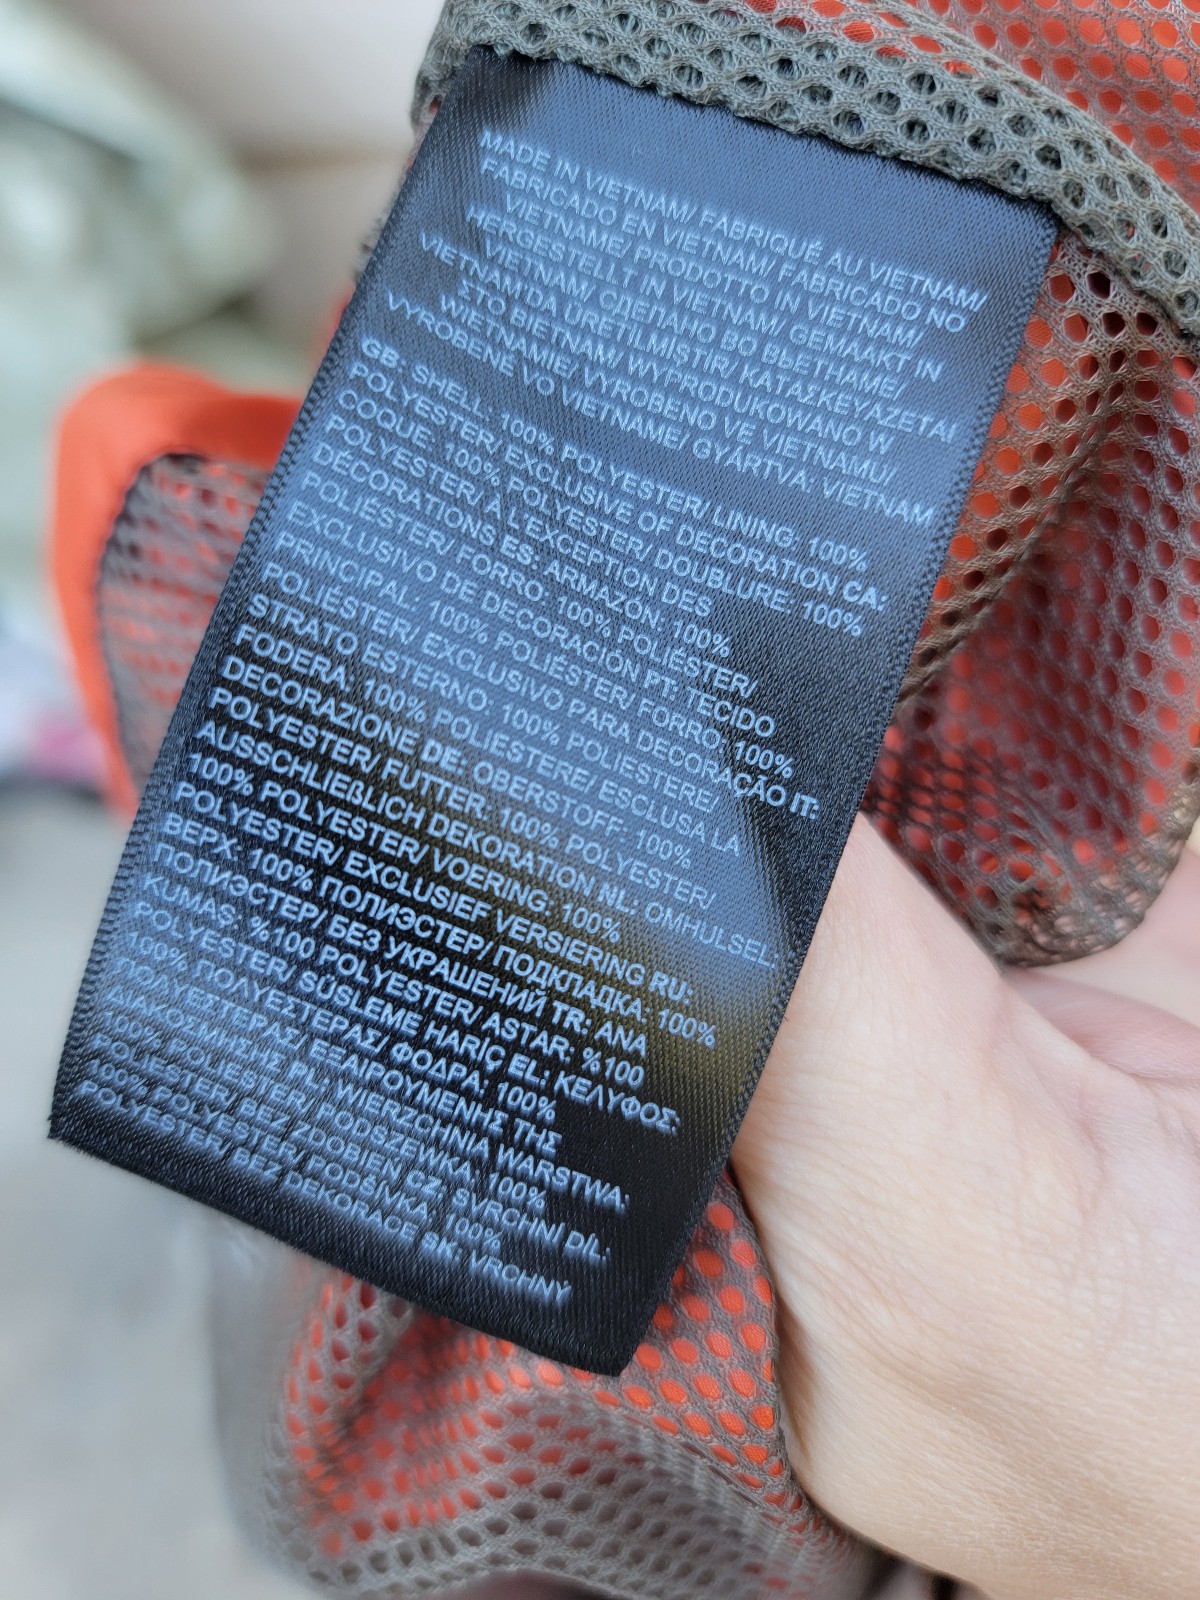 MADE IN VIETNAM/ FABRIQUÉ AU VIETNAM/
FABRICADO EN VIETNAM/ FABRICADO NO
VIETNAME/ PRODOTTO IN VIETNAM/
HERGESTELLT IN VIETNAM/ GEMAAKT IN
VIETNAM/ СДЕЛАНО ВО ВЬЕТНАМЕ/
VİETNAM'DA ÜRETİLMİŞTİR/ ΚΑΤΑΣΚΕΥΑΖΕΤΑΙ
ΣΤΟ ΒΙΕΤΝΑΜ/ WYPRODUKOWANO W
WIETNAMIE/ VYROBENO VE VIETNAMU/
VYROBENÉ VO VIETNAME/ GYÁRTVA: VIETNAM
GB: SHELL: 100% POLYESTER/ LINING: 100%
POLYESTER/ EXCLUSIVE OF DECORATION CA:
COQUE: 100% POLYESTER/ DOUBLURE: 100%
POLYESTER/ À L'EXCEPTION DES
DÉCORATIONS ES: ARMAZÓN: 100%
POLIÉSTER/ FORRO: 100% POLIÉSTER/
EXCLUSIVO DE DECORACIÓN PT: TECIDO
PRINCIPAL: 100% POLIÉSTER/ FORRO: 100%
POLIÉSTER/ EXCLUSIVO PARA DECORAÇÃO IT:
STRATO ESTERNO: 100% POLIESTERE/
FODERA: 100% POLIESTERE/ ESCLUSA LA
DECORAZIONE DE: OBERSTOFF: 100%
POLYESTER/ FUTTER: 100% POLYESTER/
AUSSCHLIEßLICH DEKORATION NL: OMHULSEL:
100% POLYESTER/ VOERING: 100%
POLYESTER/ EXCLUSIEF VERSIERING RU:
ВЕРХ: 100% ПОЛИЭСТЕР/ ПОДКЛАДКА: 100%
ПОЛИЭСТЕР/ БЕЗ УКРАШЕНИЙ TR: ANA
KUMAŞ: %100 POLYESTER/ ASTAR: %100
POLYESTER/ SÜSLEME HARİÇ EL: ΚΕΛΥΦΟΣ:
100% ΠΟΛΥΕΣΤΕΡΑΣ/ ΦΟΔΡΑ: 100%
ΠΟΛΥΕΣΤΕΡΑΣ/ ΕΞΑΙΡΟΥΜΕΝΗΣ ΤΗΣ
ΔΙΑΚΟΣΜΗΣΗΣ PL: WIERZCHNIA WARSTWA:
100% POLIESTER/ PODSZEWKA: 100%
POLIESTER/ BEZ ZDOBIEŃ CZ: SVRCHNÍ DÍL:
100% POLYESTER/ PODŠÍVKA: 100%
POLYESTER/ BEZ DEKORACE SK: VRCHNÝ